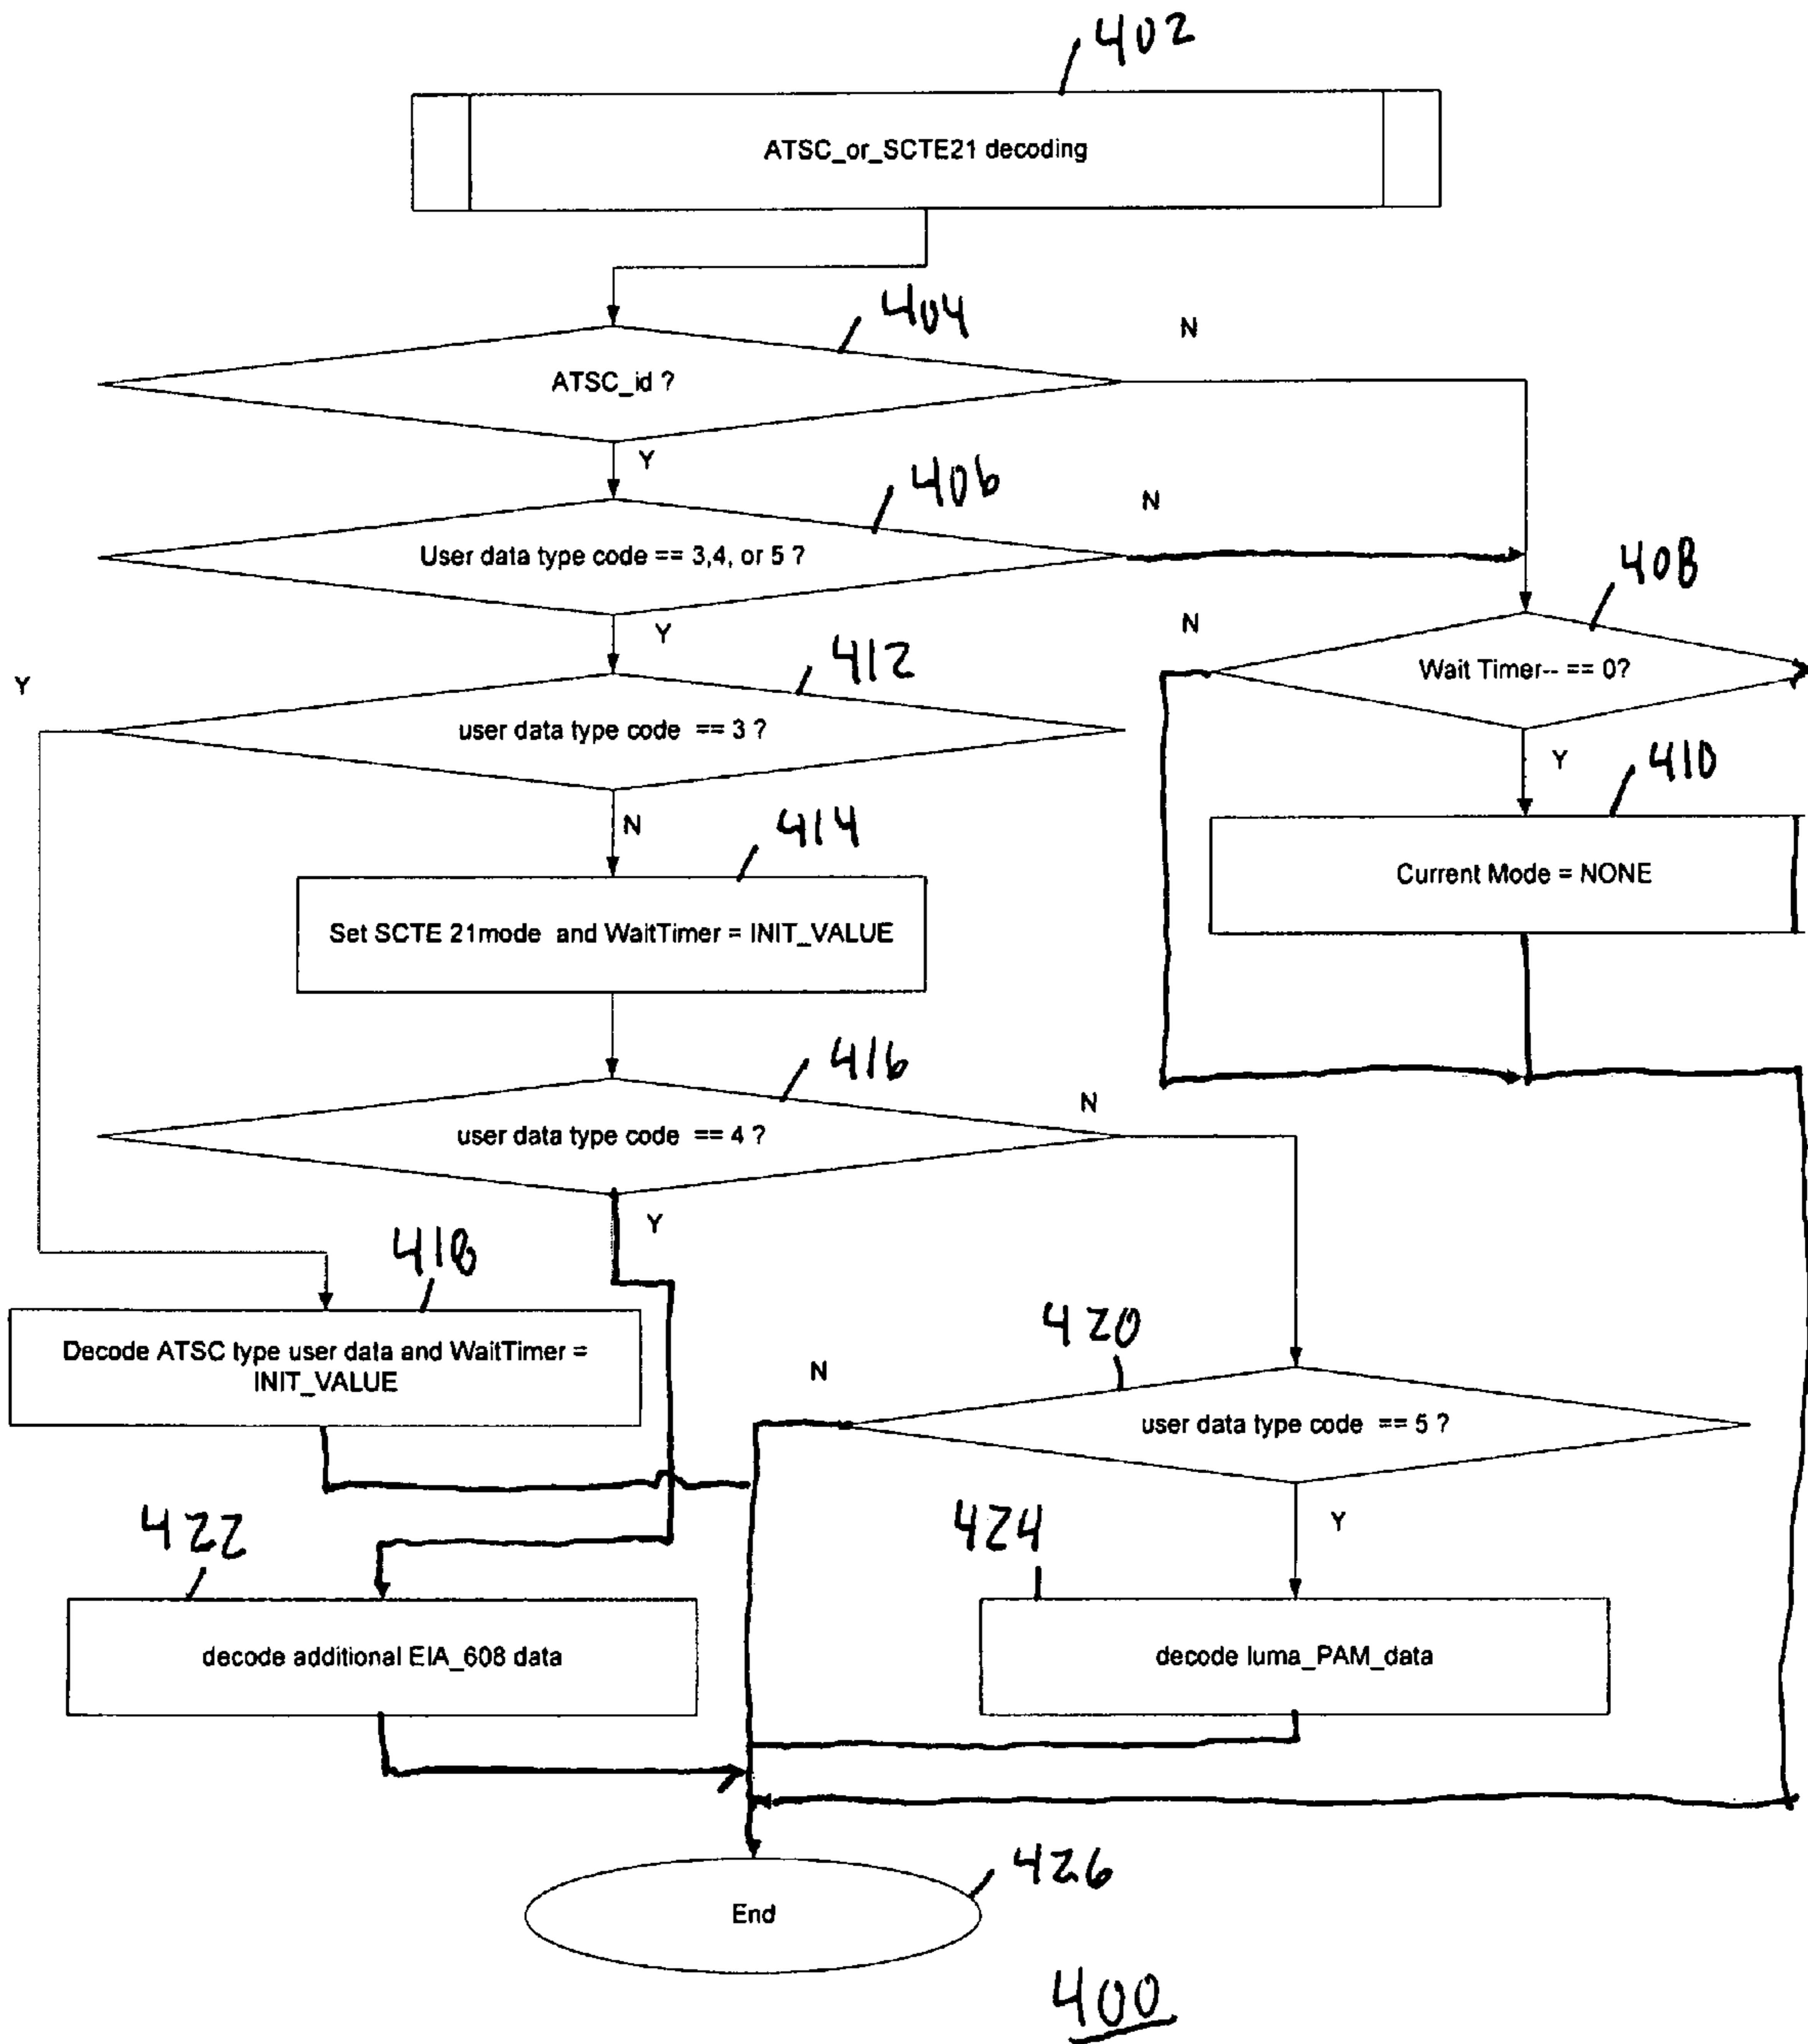 402
ATSC_or_SCTE21 decoding
404
N
ATSC_id ?
Y
406
N
User data type code == 3,4, or 5 ?
408
Y
N
412
Wait Timer-- == 0?
Y
user data type code == 3 ?
Y
410
N
414
Current Mode = NONE
Set SCTE 21mode and WaitTimer = INIT_VALUE
416
N
user data type code == 4 ?
Y
418
420
Decode ATSC type user data and WaitTimer =
INIT_VALUE
N
user data type code == 5 ?
422
424
Y
decode additional EIA_608 data
decode luma_PAM_data
426
End
400